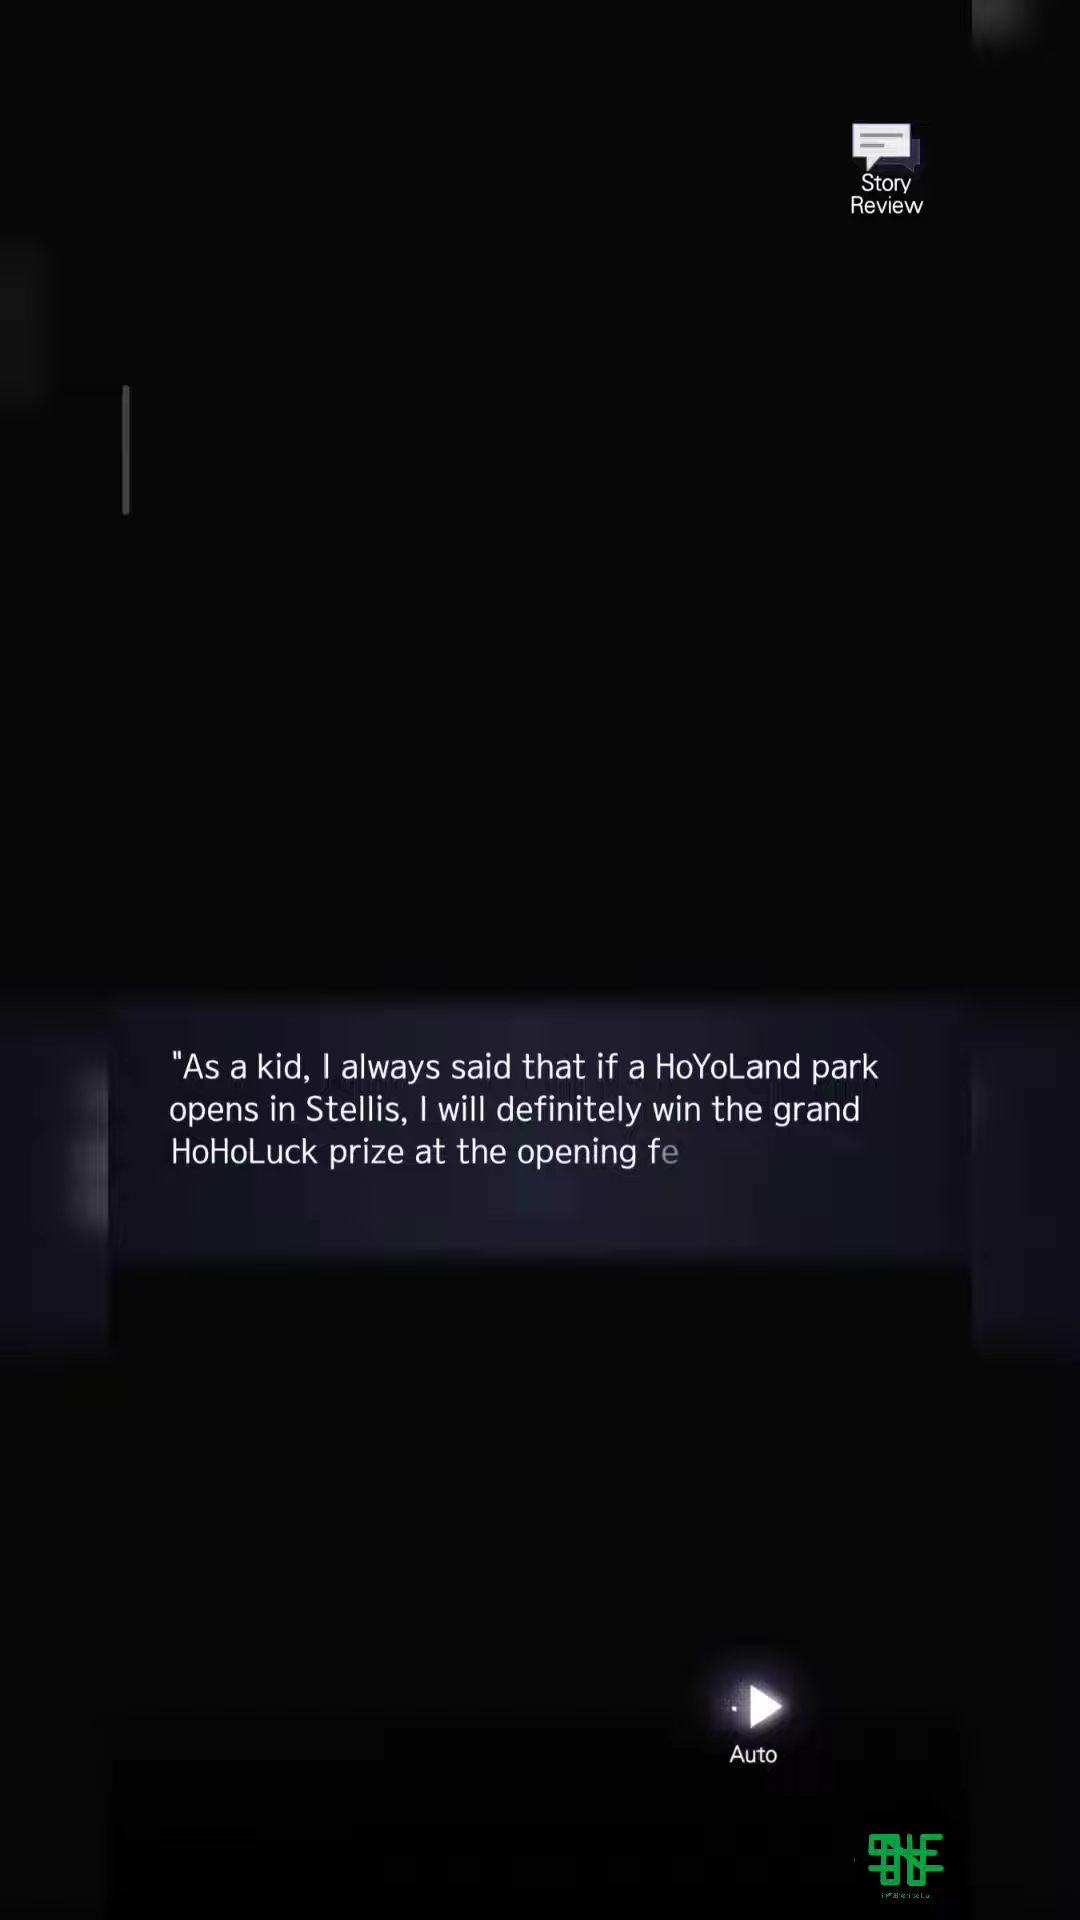 Story
Review
"As a kid, I always said that if a HoYoLand park
opens in Stellis, I will definitely win the grand
HoHoLuck prize at the opening fe
Auto